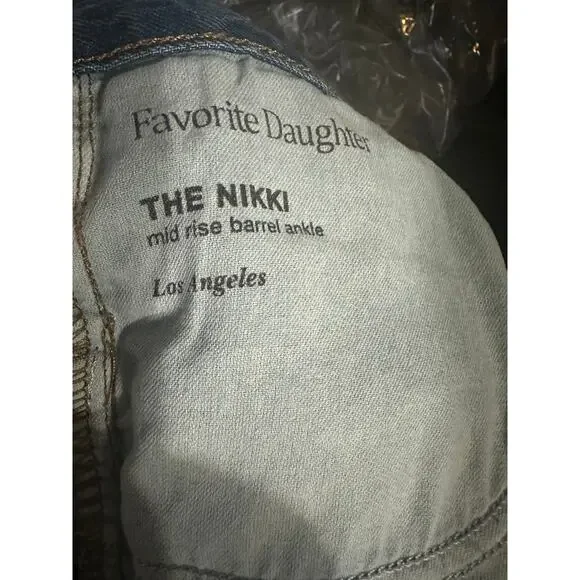 Favorite Daughter
THE NIKKI
mid rise barrel ankle
Los Angeles